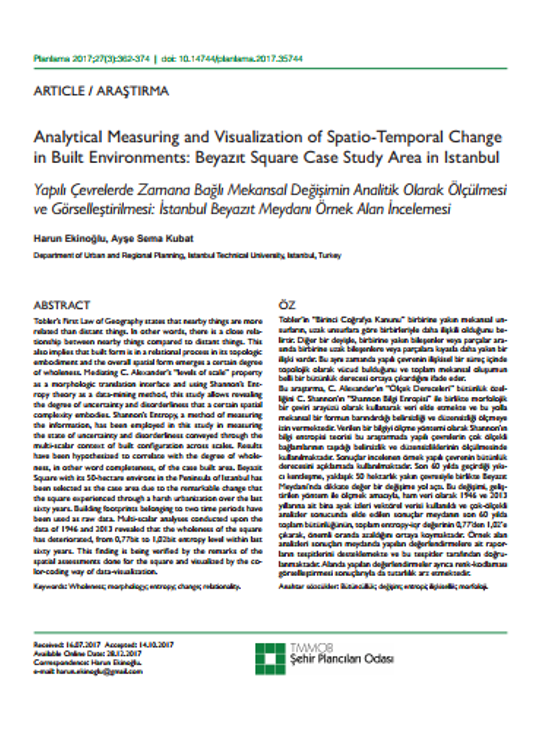 Planlama 2017;27(3):362-374 | doi: 10.14744/planlama.2017.35744
ARTICLE / ARAŞTIRMA
Analytical Measuring and Visualization of Spatio-Temporal Change
in Built Environments: Beyazıt Square Case Study Area in Istanbul
Yapılı Çevrelerde Zamana Bağlı Mekansal Değişimin Analitik Olarak Ölçülmesi
ve Görselleştirilmesi: İstanbul Beyazıt Meydanı Örnek Alan İncelemesi
Harun Ekinoğlu, Ayşe Sema Kubat
Department of Urban and Regional Planning, Istanbul Technical University, Istanbul, Turkey
ABSTRACT
Tobler's First Law of Geography states that nearby things are more
related than distant things. In other words, there is a close rela-
tionship between nearby things compared to distant things. This
also implies that built form is in a relational process in its topologic
embodiment and the overall spatial form emerges a certain degree
of wholeness. Mediating C. Alexander's "levels of scale" property
as a morphologic translation interface and using Shannon's Ent-
ropy theory as a data-mining method, this study allows revealing
the degree of uncertainty and disorderliness that a certain spatial
complexity embodies. Shannon's Entropy, a method of measuring
the information, has been employed in this study in measuring
the state of uncertainty and disorderliness conveyed through the
multi-scalar context of built configuration across scales. Results
have been hypothesized to correlate with the degree of whole-
ness, in other word completeness, of the case built area. Beyazıt
Square with its 50-hectare environs in the Peninsula of Istanbul has
been selected as the case area due to the remarkable change that
the square experienced through a harsh urbanization over the last
sixty years. Building footprints belonging to two time periods have
been used as raw data. Multi-scalar analyses conducted upon the
data of 1946 and 2013 revealed that the wholeness of the square
has deteriorated, from 0,77bit to 1,02bit entropy level within last
sixty years. This finding is being verified by the remarks of the
spatial assessments done for the square and visualized by the co-
lor-coding way of data-visualization.
Keywords: Wholeness; morphology; entropy; change; relationality.
ÖZ
Tobler'in "Birinci Coğrafya Kanunu" birbirine yakın mekansal un-
surların, uzak unsurlara göre birbirleriyle daha ilişkili olduğunu be-
lirtir. Diğer bir deyişle, birbirine yakın bileşenler veya parçalar ara-
sında birbirine uzak bileşenlere veya parçalara kıyasla daha yakın bir
ilişki vardır. Bu aynı zamanda yapılı çevrenin ilişkisel bir süreç içinde
topolojik olarak vücud bulduğunu ve toplam mekansal oluşumun
belli bir bütünlük derecesi ortaya çıkardığını ifade eder.
Bu araştırma, C. Alexander'ın "Ölçek Dereceleri" bütünlük özel-
liğini C. Shannon'ın "Shannon Bilgi Entropisi" ile birlikte morfolojik
bir çeviri arayüzü olarak kullanarak veri elde etmekte ve bu yolla
mekansal bir formun barındırdığı belirsizliği ve düzensizliği ölçmeye
izin vermektedir. Verilen bir bilgiyi ölçme yöntemi olarak Shannon'ın
bilgi entropisi teorisi bu araştırmada yapılı çevrelerin çok ölçekli
bağlamlarının taşıdığı belirsizlik ve düzensizliklerinin ölçülmesinde
kullanılmaktadır. Sonuçlar incelenen örnek yapılı çevrenin bütünlük
derecesini açıklamada kullanılmaktadır. Son 60 yılda geçirdiği yıkı-
cı kentleşme, yaklaşık 50 hektarlık yakın çevresiyle birlikte Beyazıt
Meydanı'nda dikkate değer bir değişime yol açtı. Bu değişimi, geliş-
tirilen yöntem ile ölçmek amacıyla, ham veri olarak 1946 ve 2013
yıllarına ait bina ayak izleri vektörel verisi kullanıldı ve çok-ölçekli
analizler sonucunda elde edilen sonuçlar meydanın son 60 yılda
toplam bütünlüğünün, toplam entropy-içr değerinin 0,77'den 1,02'e
çıkarak, önemli oranda azaldığını ortaya koymaktadır. Örnek alan
analizleri sonuçları meydanda yapılan değerlendirmelere ait rapor-
ların tespitlerini desteklemekte ve bu tespitler tarafından doğru-
lanmaktadır. Alanda yapılan değerlendirmeler ayrıca renk-kodlaması
görselleştirmesi sonuçlarıyla da tutarlılık arz etmektedir.
Anahtar sözcükler: Bütünlük; değişim; entropi; ilişkisellik; morfoloji.
Received: 16.07.2017 Accepted: 14.10.2017
Available Online Date: 28.12.2017
Correspondence: Harun Ekinoğlu.
e-mail: harun.ekinoglu@gmail.com
TMMOB
Şehir Plancıları Odası